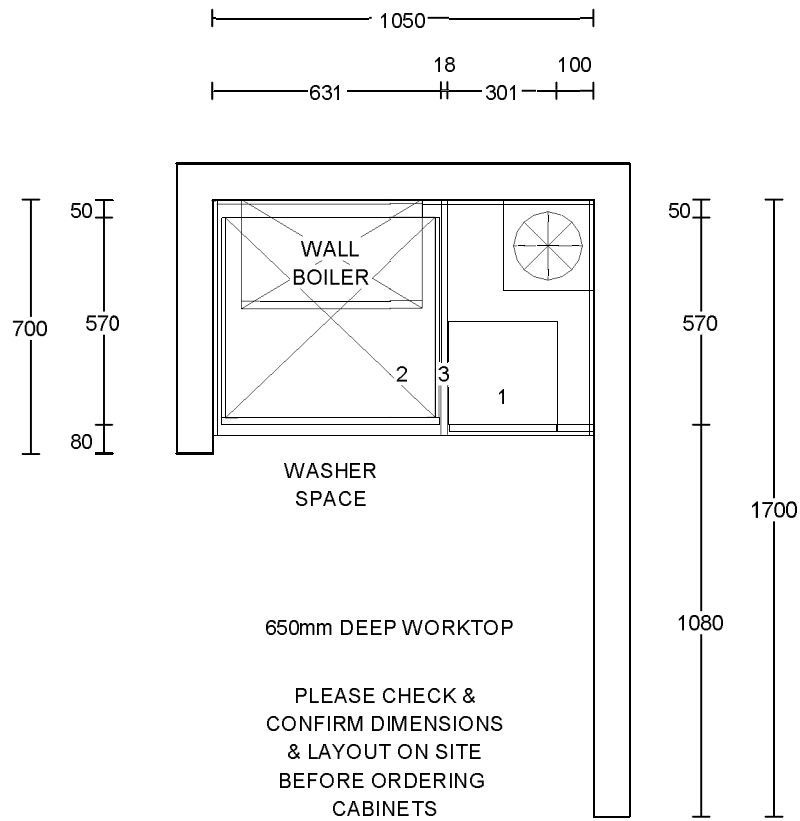 1050
18
100
631
301
50
50
WALL
BOILER
700
570
570
2
3
1
80
WASHER
SPACE
1700
1080
650mm DEEP WORKTOP
PLEASE CHECK &
CONFIRM DIMENSIONS
& LAYOUT ON SITE
BEFORE ORDERING
CABINETS